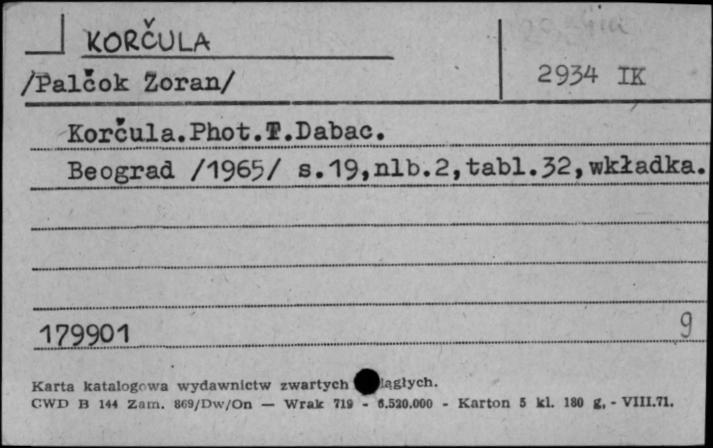 KORČULA
/Palčok Zoran/
2934 IK
Korčula.Phot.T.Dabac.
Beograd /1965/ s.19,nlb.2,tabl.32,wkładka.
179901
9
Karta katalogowa wydawnictw zwartych
CWD B 144 Zam. 869/Dw/On — Wrak 719 - 6.520.000 - Karton 5 kl. 180 g. - VIII.71.